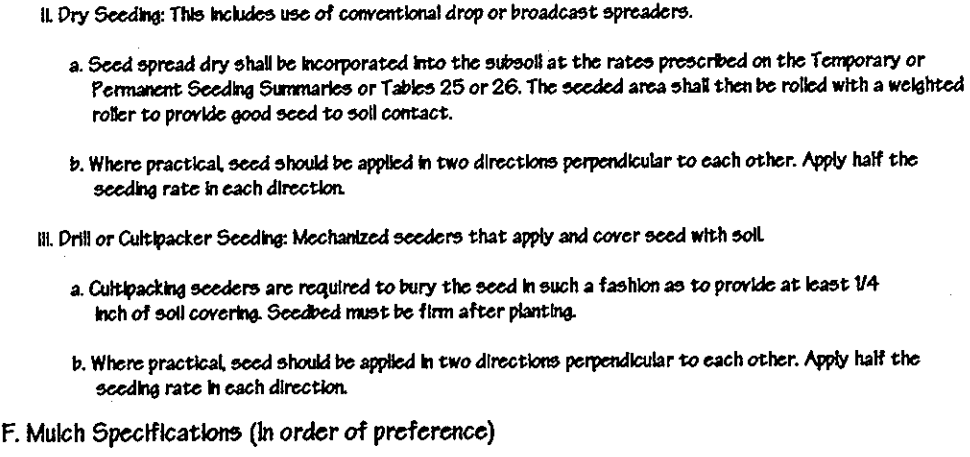 ii. Dry Seeding: This includes use of conventional drop or broadcast spreaders.
a. Seed spread dry shall be incorporated into the subsoil at the rates prescribed on the Temporary or
Permanent Seeding Summaries or Tables 25 or 26. The seeded area shall then be rolled with a weighted
roller to provide good seed to soil contact.
b. Where practical, seed should be applied in two directions perpendicular to each other. Apply half the
seeding rate in each direction.
iii. Drill or Cultipacker Seeding: Mechanized seeders that apply and cover seed with soil.
a. Cultipacking seeders are required to bury the seed in such a fashion as to provide at least 1/4
inch of soil covering. Seedbed must be firm after planting.
b. Where practical, seed should be applied in two directions perpendicular to each other. Apply half the
seeding rate in each direction.
F. Mulch Specifications (in order of preference)